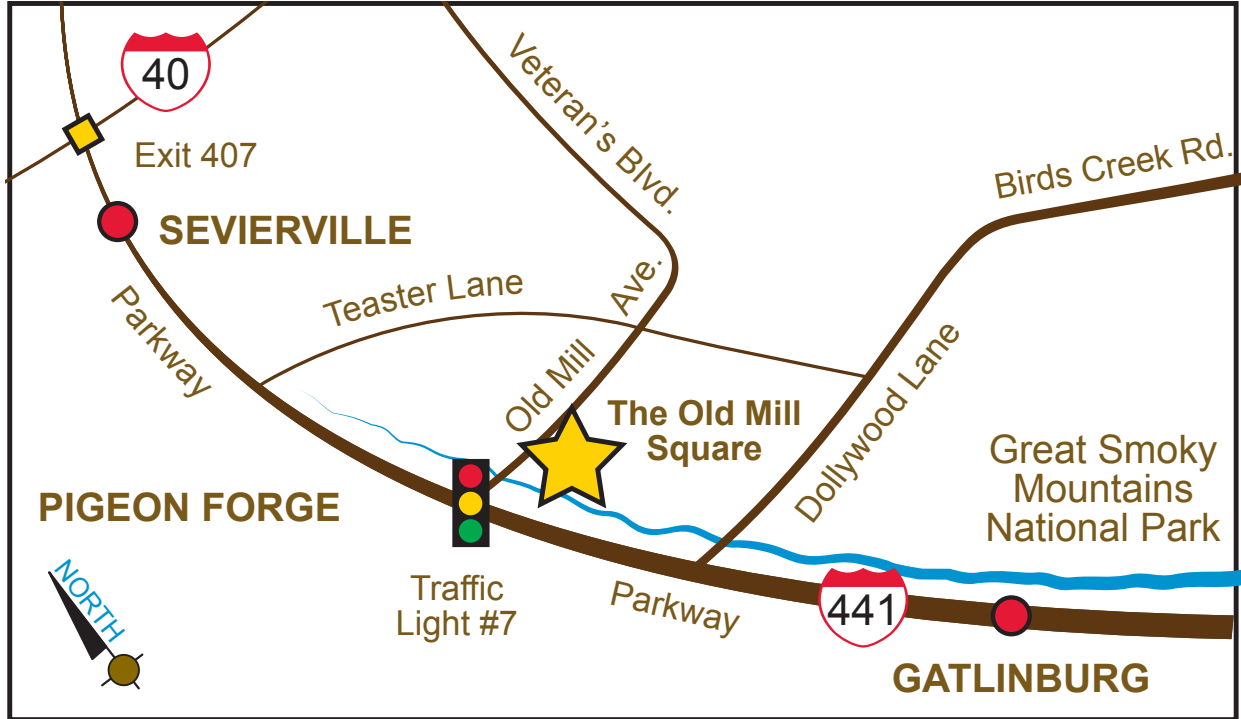 40
Exit 407
SEVIERVILLE
Veteran's Blvd.
Birds Creek Rd.
Parkway
Teaster Lane
Old Mill Ave.
The Old Mill
Square
Dollywood Lane
Great Smoky
Mountains
National Park
PIGEON FORGE
NORTH
Traffic
Light #7
Parkway
441
GATLINBURG